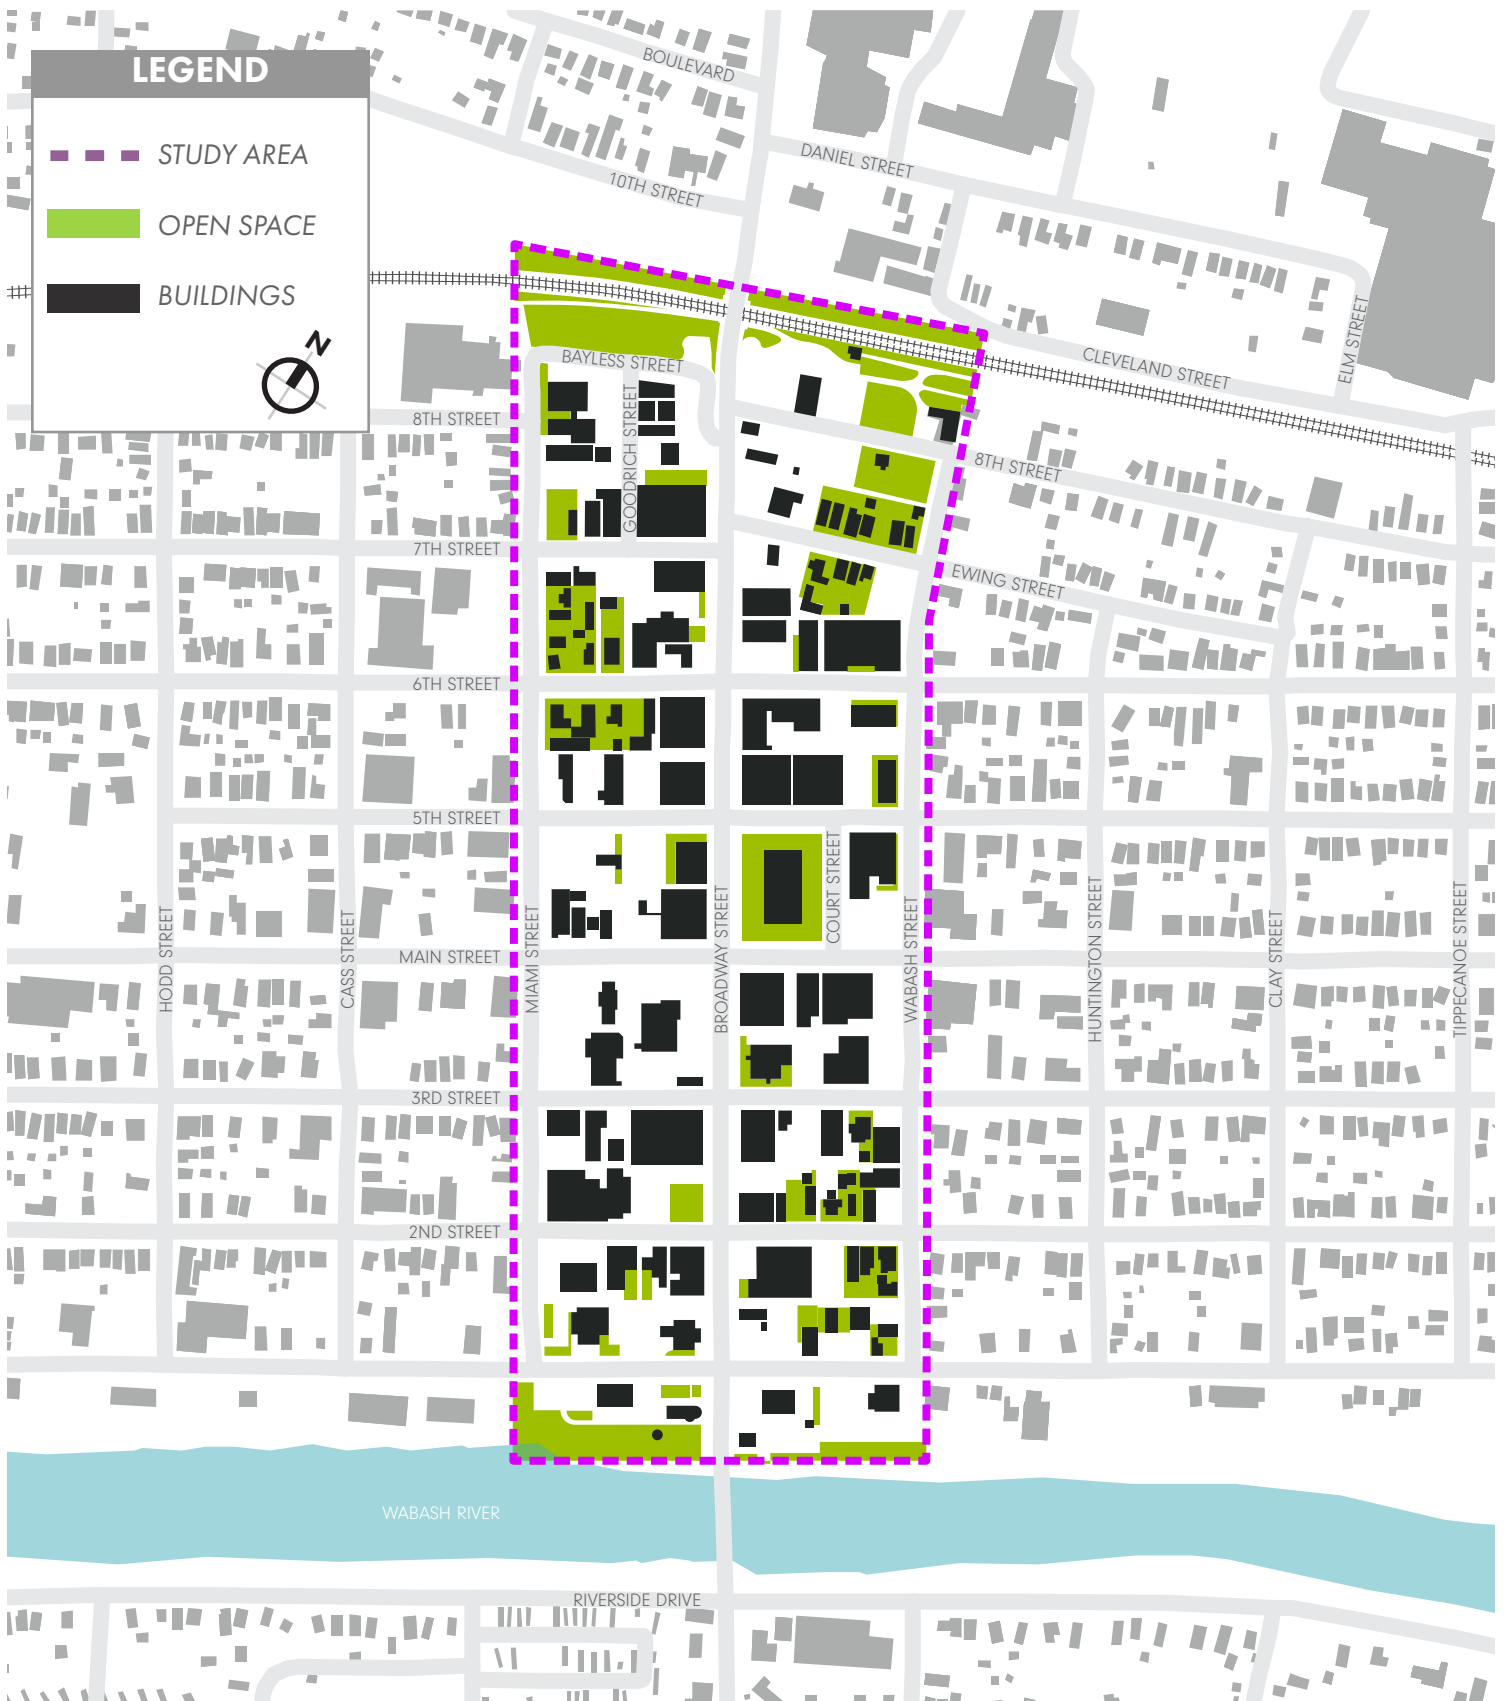 BOULEVARD
LEGEND
STUDY AREA
OPEN SPACE
BUILDINGS
N
DANIEL STREET
10TH STREET
ELM STREET
CLEVELAND STREET
BAYLESS STREET
GOODRICH STREET
8TH STREET
8TH STREET
7TH STREET
EWING STREET
6TH STREET
5TH STREET
COURT STREET
HODD STREET
CASS STREET
MIAMI STREET
BROADWAY STREET
WABASH STREET
HUNTINGTON STREET
CLAY STREET
TIPPECANOE STREET
MAIN STREET
3RD STREET
2ND STREET
WABASH RIVER
RIVERSIDE DRIVE